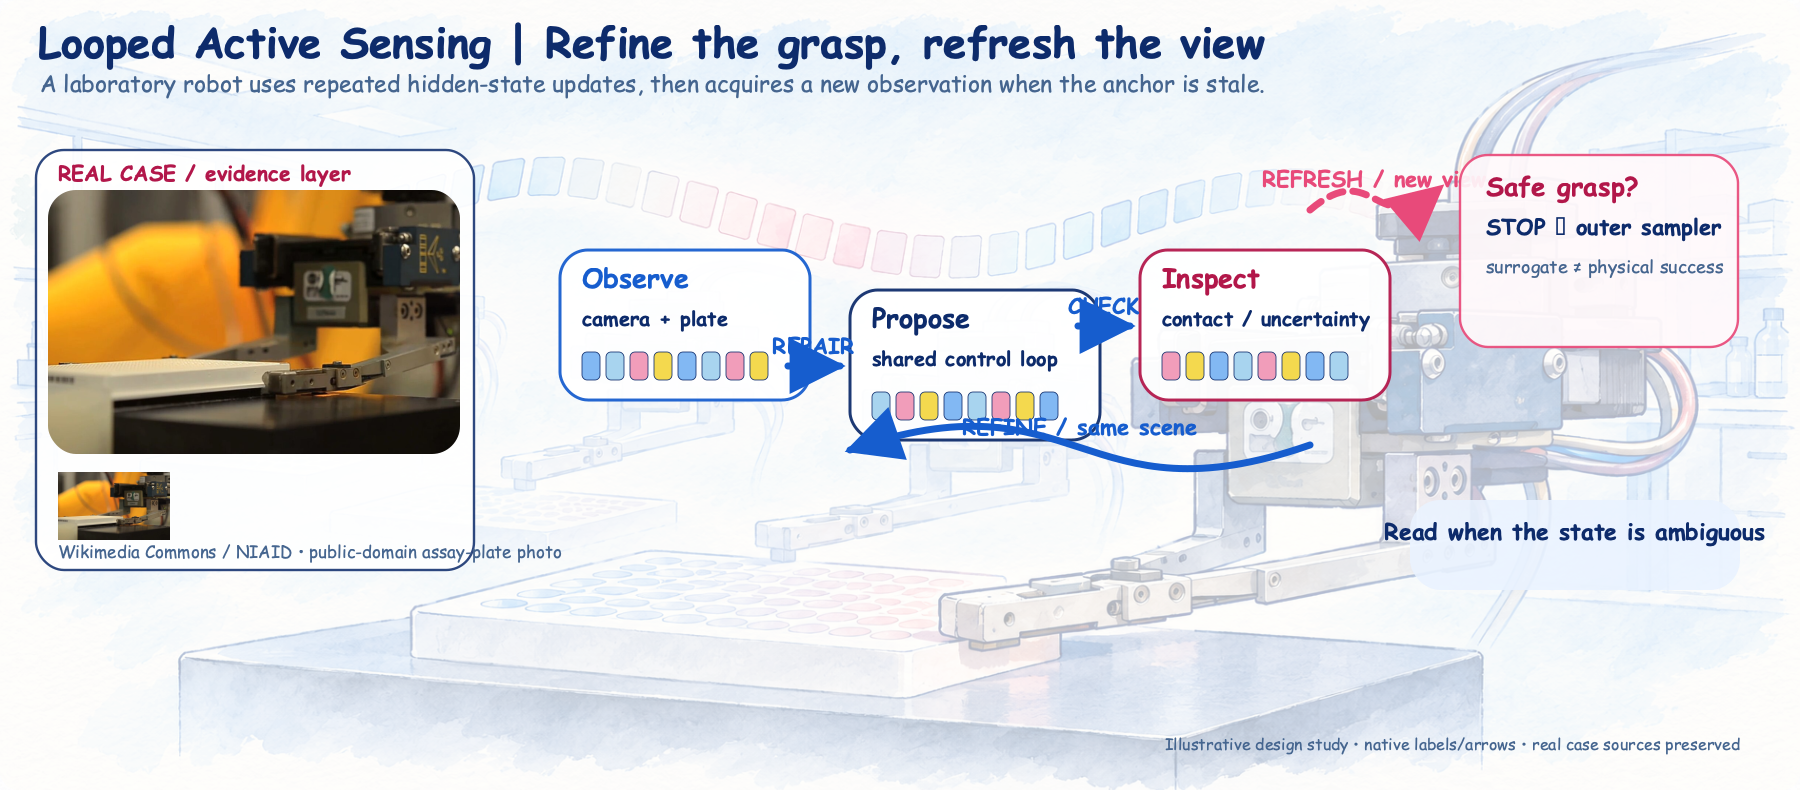 Looped Active Sensing | Refine the grasp, refresh the view
A laboratory robot uses repeated hidden-state updates, then acquires a new observation when the anchor is stale.
REAL CASE / evidence layer
Wikimedia Commons / NIAID • public-domain assay-plate photo
Observe
camera + plate
REPAIR
Propose
shared control loop
CHECK
Inspect
contact / uncertainty
REFINE / same scene
REFRESH / new view
Safe grasp?
STOP ▯ outer sampler
surrogate ≠ physical success
Read when the state is ambiguous
Illustrative design study • native labels/arrows • real case sources preserved